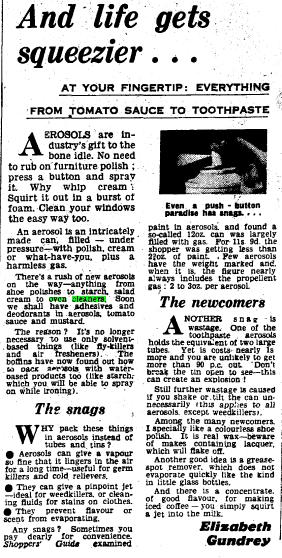 And life gets
squeezier . . .
AT YOUR FINGERTIP: EVERYTHING
FROM TOMATO SAUCE TO TOOTHPASTE
AEROSOLS are in-
dustry's gift to the
bone idle. No need
to rub on furniture polish ;
press a button and spray
it. Why whip cream ?
Squirt it out in a burst of
foam. Clean your windows
the easy way too.
An aerosol is an intricately
made can, filled — under
pressure—with polish, cream
or what-have-you, plus a
harmless gas.
There's a rush of new aerosols
on the way—anything from
shoe polishes to starch, salad
cream to oven cleaners. Soon
we shall have adhesives and
deodorants in aerosols, tomato
sauce and mustard.
The reason ? It's no longer
necessary to use only solvent-
based things (like fly-killers
and air fresheners). The
boffins have now found out how
to pack aerosols with water-
based products too (like starch,
which you will be able to spray
on while ironing).
The snags
WHY pack these things
in aerosols instead of
tubes and tins ?
● Aerosols can give a vapour
so fine that it lingers in the air
for a long time—useful for germ
killers and cold relievers.
● They can give a pinpoint jet
—ideal for weedkillers, or clean-
ing fluids for stains on clothes.
● They prevent flavour or
scent from evaporating.
Any snags ? Sometimes you
pay dearly for convenience.
Shoppers' Guide examined
Even a push-button
paradise has snags. . . .
paint in aerosols, and found a
so-called 12oz. can was largely
filled with gas. For 11s 9d. the
shopper was getting less than
2½oz. of paint. Few aerosols
have the weight marked and,
when it is, the figure nearly
always includes the propellent
gas : 2 to 3oz. per aerosol.
The newcomers
ANOTHER snag is
wastage. One of the
toothpaste aerosols
holds the equivalent of two large
tubes. Yet is costs nearly 1s
more and you are unlikely to get
more than 90 p.c. out. Don't
break the tin open to see—this
can create an explosion !
Still further wastage is caused
if you shake or tilt the can un-
necessarily (this applies to all
aerosols, except weedkillers).
Among the many newcomers,
I specially like a colourless shoe
polish. It is real wax—beware
of makes containing lacquer,
which will flake off.
Another good idea is a grease-
spot remover, which does not
evaporate quickly like the kind
in little glass bottles.
And there is a concentrate,
of good flavour, for making
iced coffee—you simply squirt
a jet into the milk.
Elizabeth
Gundrey